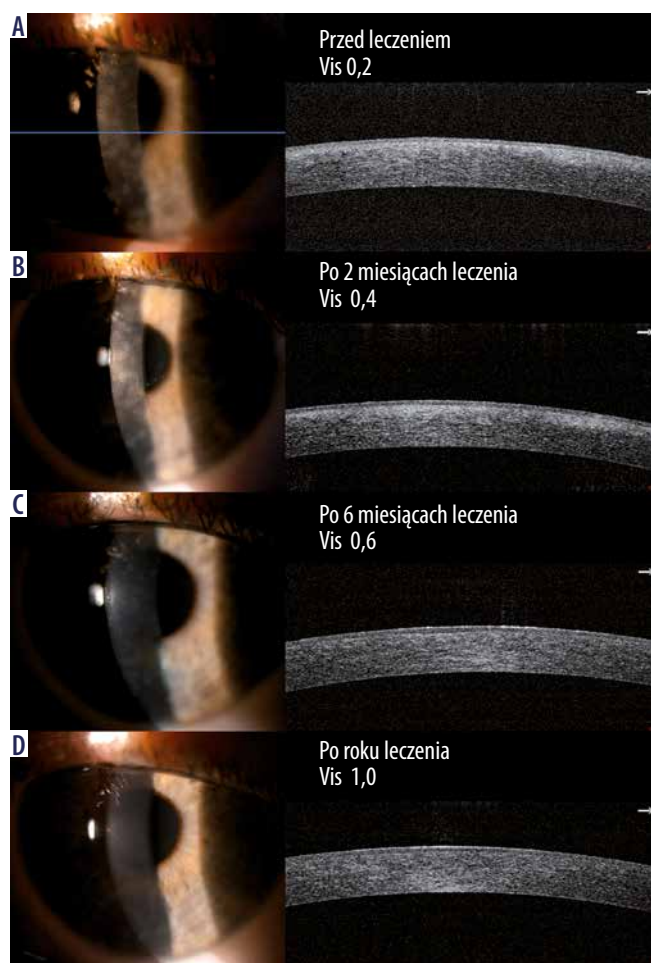 A
Przed leczeniem
Vis 0,2
B
Po 2 miesiącach leczenia
Vis 0,4
C
Po 6 miesiącach leczenia
Vis 0,6
D
Po roku leczenia
Vis 1,0